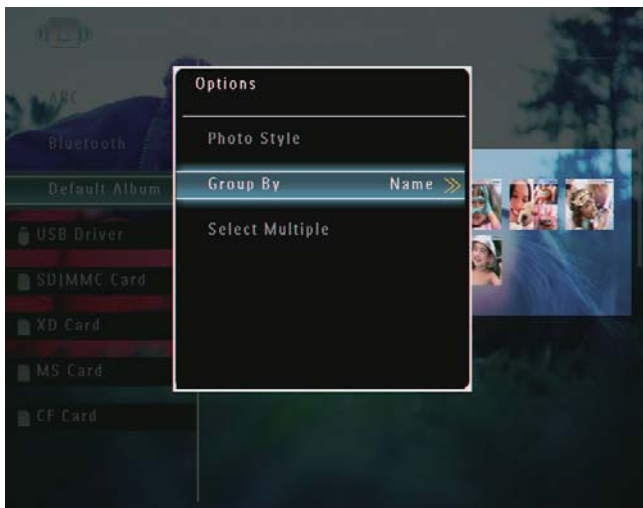 ABC
Bluetooth
Default Album
USB Driver
SD|MMC Card
XD Card
MS Card
CF Card
Options
Photo Style
Group By Name
Select Multiple